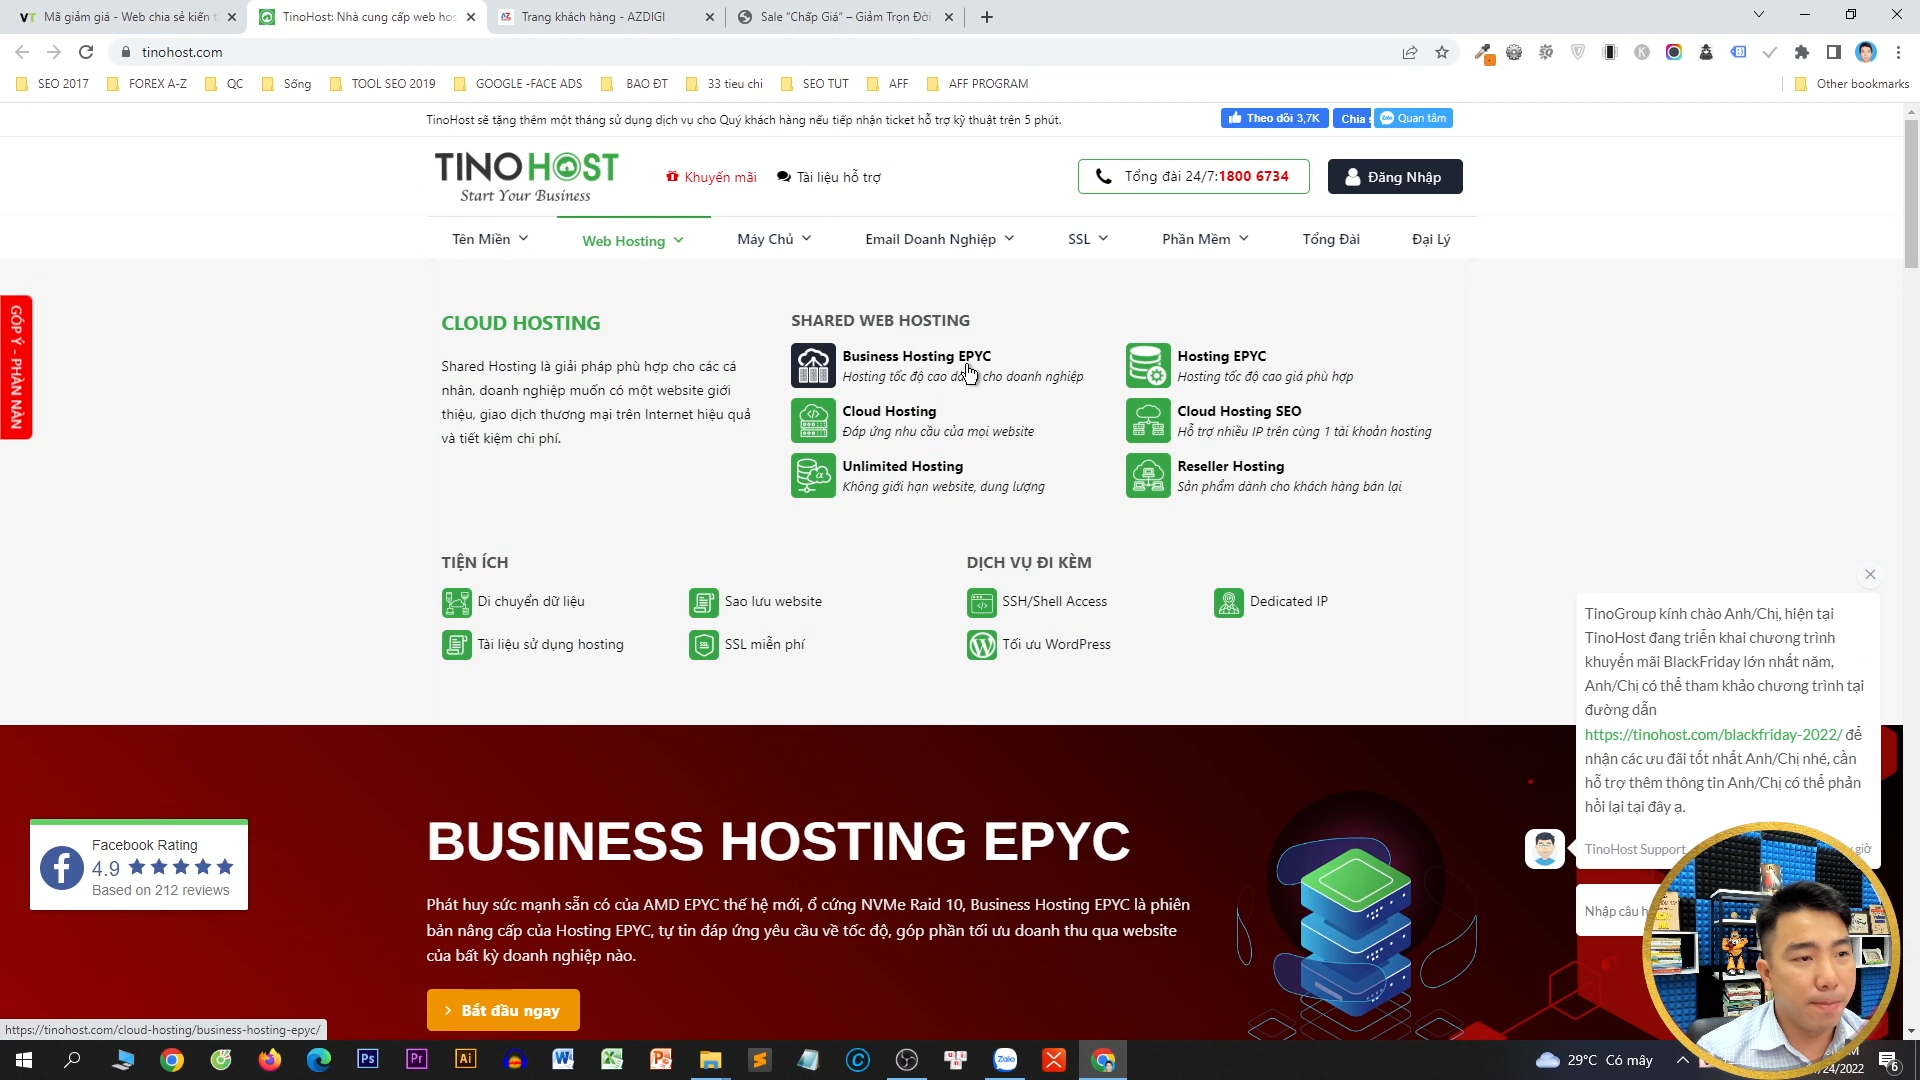 Mã giảm giá - Web chia sẻ kiến t
TinoHost: Nhà cung cấp web hos
Trang khách hàng - AZDIGI
Sale "Chấp Giá" – Giảm Trọn Đời
tinohost.com
SEO 2017
FOREX A-Z
QC
Sống
TOOL SEO 2019
GOOGLE -FACE ADS
BAO ĐT
33 tieu chi
SEO TUT
AFF
AFF PROGRAM
Other bookmarks
TinoHost sẽ tặng thêm một tháng sử dụng dịch vụ cho Quý khách hàng nếu tiếp nhận ticket hỗ trợ kỹ thuật trên 5 phút.
Theo dõi 3,7K
Chia s
Zalo Quan tâm
TINO HOST
Start Your Business
Khuyến mãi
Tài liệu hỗ trợ
Tổng đài 24/7:1800 6734
Đăng Nhập
Tên Miền
Web Hosting
Máy Chủ
Email Doanh Nghiệp
SSL
Phần Mềm
Tổng Đài
Đại Lý
GÓP Ý - PHÀN NÀN
CLOUD HOSTING
Shared Hosting là giải pháp phù hợp cho các cá
nhân, doanh nghiệp muốn có một website giới
thiệu, giao dịch thương mại trên Internet hiệu quả
và tiết kiệm chi phí.
SHARED WEB HOSTING
Business Hosting EPYC
Hosting tốc độ cao cho doanh nghiệp
Hosting EPYC
Hosting tốc độ cao giá phù hợp
Cloud Hosting
Đáp ứng nhu cầu của mọi website
Cloud Hosting SEO
Hỗ trợ nhiều IP trên cùng 1 tài khoản hosting
Unlimited Hosting
Không giới hạn website, dung lượng
Reseller Hosting
Sản phẩm dành cho khách hàng bán lại
TIỆN ÍCH
Di chuyển dữ liệu
Sao lưu website
Tài liệu sử dụng hosting
SSL miễn phí
DỊCH VỤ ĐI KÈM
SSH/Shell Access
Dedicated IP
Tối ưu WordPress
TinoGroup kính chào Anh/Chị, hiện tại
TinoHost đang triển khai chương trình
khuyến mãi BlackFriday lớn nhất năm,
Anh/Chị có thể tham khảo chương trình tại
đường dẫn
https://tinohost.com/blackfriday-2022/ để
nhận các ưu đãi tốt nhất Anh/Chị nhé, cần
hỗ trợ thêm thông tin Anh/Chị có thể phản
hồi lại tại đây ạ.
TinoHost Support
giờ
Nhập câu h
Facebook Rating
4.9
Based on 212 reviews
BUSINESS HOSTING EPYC
Phát huy sức mạnh sẵn có của AMD EPYC thế hệ mới, ổ cứng NVMe Raid 10, Business Hosting EPYC là phiên
bản nâng cấp của Hosting EPYC, tự tin đáp ứng yêu cầu về tốc độ, góp phần tối ưu doanh thu qua website
của bất kỳ doanh nghiệp nào.
Bắt đầu ngay
https://tinohost.com/cloud-hosting/business-hosting-epyc/
29°C Có mây
/24/2022
6